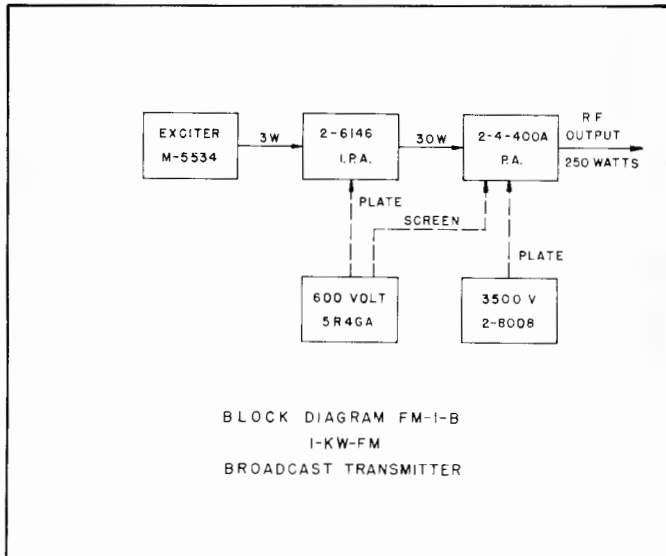 EXCITER
M-5534
3W
2-6146
I.P.A.
30W
2-4-400A
P.A.
RF
OUTPUT
250 WATTS
PLATE
SCREEN
PLATE
600 VOLT
5R4GA
3500 V
2-8008
BLOCK DIAGRAM FM-1-B
1-KW-FM
BROADCAST TRANSMITTER